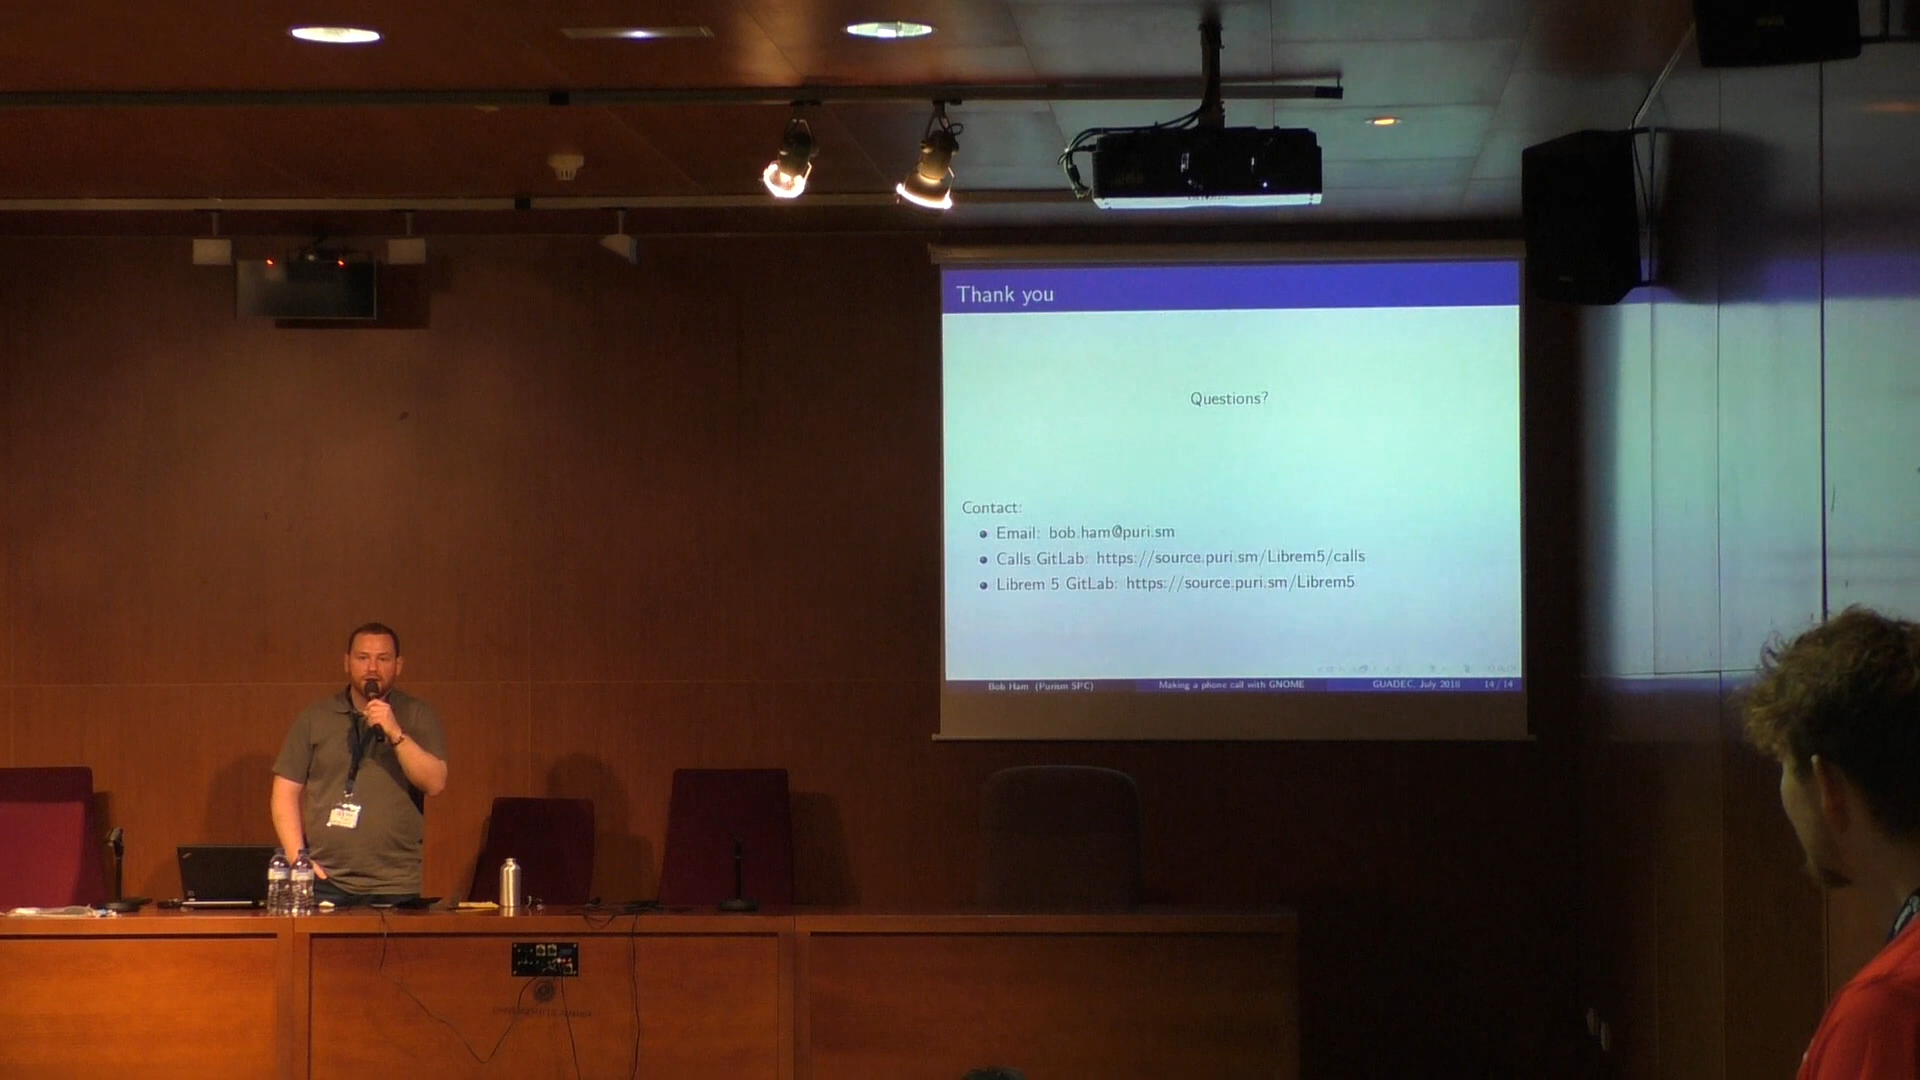 Thank you
Questions?
Contact:
Email: bob.ham@puri.sm
Calls GitLab: https://source.puri.sm/Librem5/calls
Librem 5 GitLab: https://source.puri.sm/Librem5
Bob Ham (Purism SPC) Making a phone call with GNOME GUADEC, July 2018 14 / 14